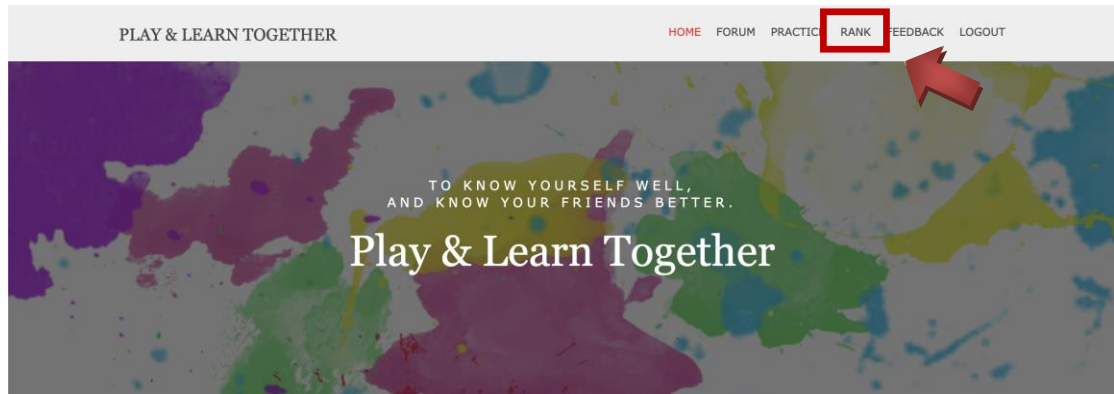 PLAY & LEARN TOGETHER
HOME FORUM PRACTICE RANK FEEDBACK LOGOUT
TO KNOW YOURSELF WELL,
AND KNOW YOUR FRIENDS BETTER.
Play & Learn Together